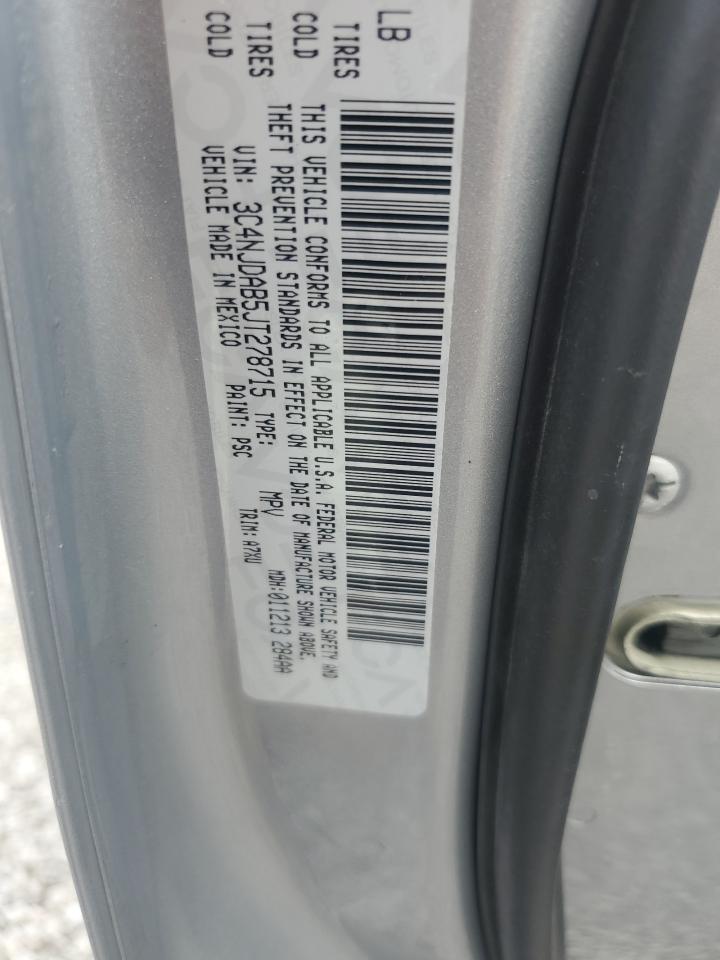 LB
TIRES COLD
TIRES COLD
THIS VEHICLE CONFORMS TO ALL APPLICABLE U.S.A. FEDERAL MOTOR VEHICLE SAFETY AND
THEFT PREVENTION STANDARDS IN EFFECT ON THE DATE OF MANUFACTURE SHOWN ABOVE.
MDH:011213 284AA
VIN: 3C4NJDAB5JT278715 TYPE: MPV
VEHICLE MADE IN MEXICO PAINT: PSC TRIM: A7XU